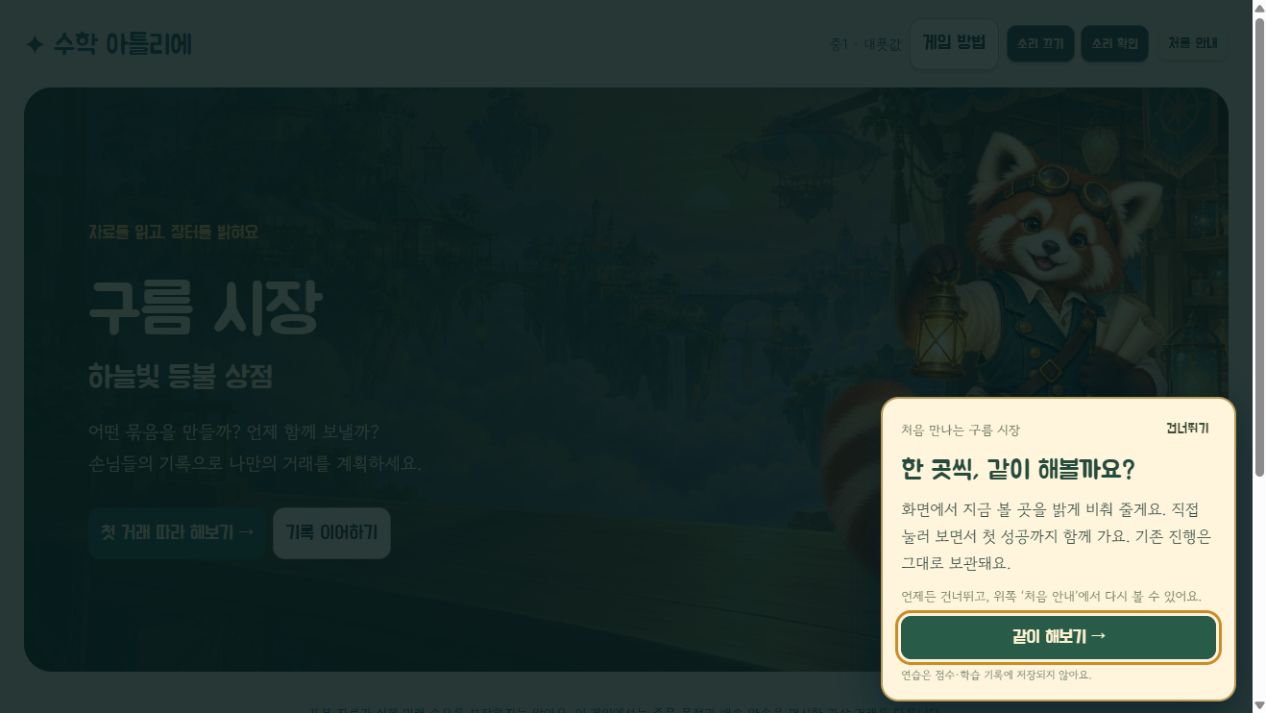 ✦ 수학 아틀리에
중1 · 대푯값
게임 방법
소리 끄기
소리 확인
처음 안내
자료를 읽고, 장터를 밝혀요
구름 시장
하늘빛 등불 상점
어떤 묶음을 만들까? 언제 함께 보낼까?
손님들의 기록으로 나만의 거래를 계획하세요.
첫 거래 따라 해보기 →
기록 이어하기
처음 만나는 구름 시장
건너뛰기
한 곳씩, 같이 해볼까요?
화면에서 지금 볼 곳을 밝게 비춰 줄게요. 직접
눌러 보면서 첫 성공까지 함께 가요. 기존 진행은
그대로 보관돼요.
언제든 건너뛰고, 위쪽 '처음 안내'에서 다시 볼 수 있어요.
같이 해보기 →
연습은 점수·학습 기록에 저장되지 않아요.